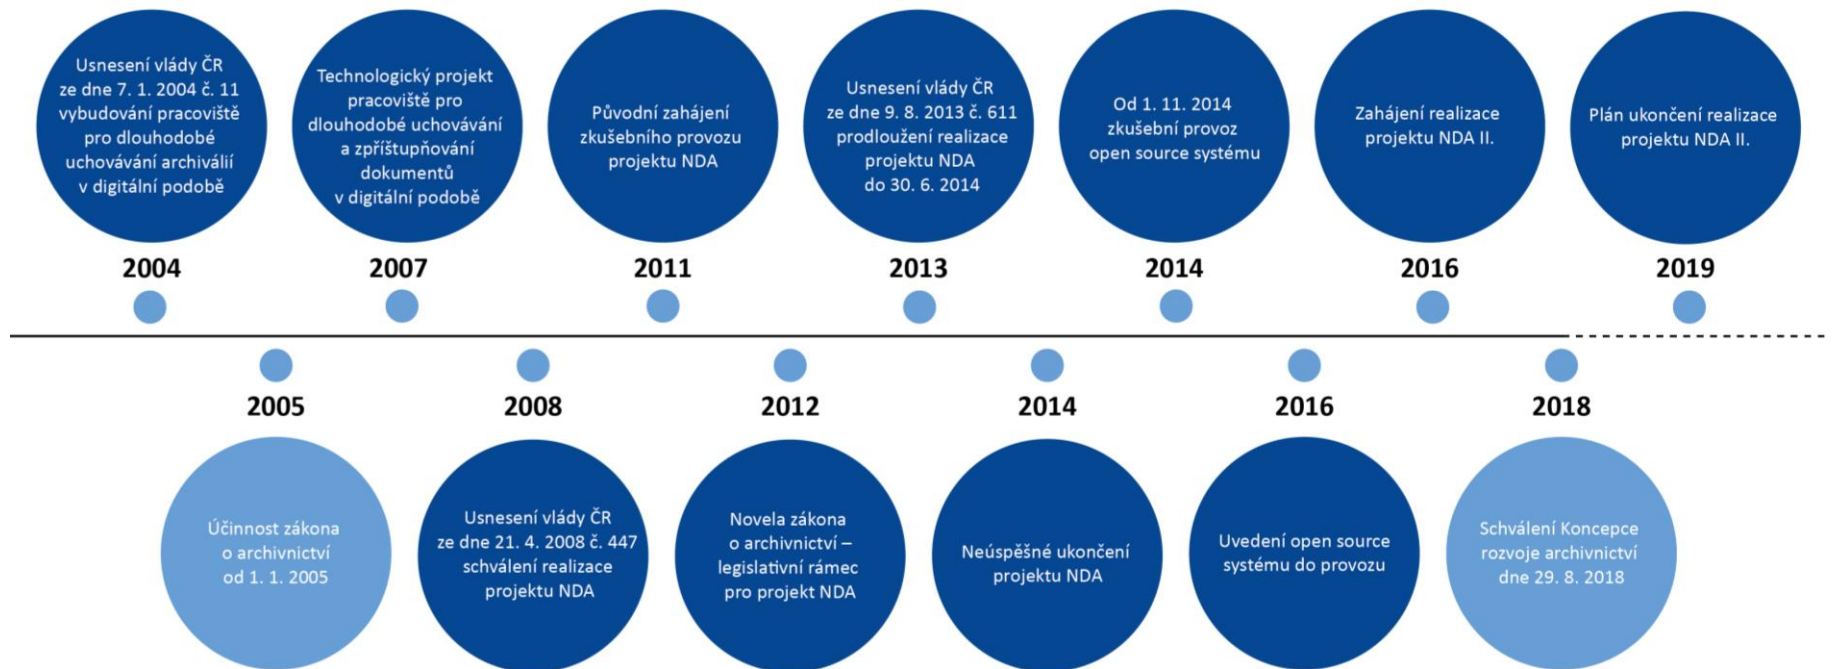 Usnesení vlády ČR
ze dne 7. 1. 2004 č. 11
vybudování pracoviště
pro dlouhodobé
uchovávání archiválií
v digitální podobě
2004
Technologický projekt
pracoviště pro
dlouhodobé uchovávání
a zpříštupňování
dokumentů
v digitální podobě
2007
Původní zahájení
zkušebního provozu
projektu NDA
2011
Usnesení vlády ČR
ze dne 9. 8. 2013 č. 611
prodloužení realizace
projektu NDA
do 30. 6. 2014
2013
Od 1. 11. 2014
zkušební provoz
open source systému
2014
Zahájení realizace
projektu NDA II.
2016
Plán ukončení realizace
projektu NDA II.
2019
2005
Účinnost zákona
o archivnictví
od 1. 1. 2005
2008
Usnesení vlády ČR
ze dne 21. 4. 2008 č. 447
schválení realizace
projektu NDA
2012
Novela zákona
o archivnictví –
legislativní rámec
pro projekt NDA
2014
Neúspěšné ukončení
projektu NDA
2016
Uvedení open source
systému do provozu
2018
Schválení Koncepce
rozvoje archivnictví
dne 29. 8. 2018